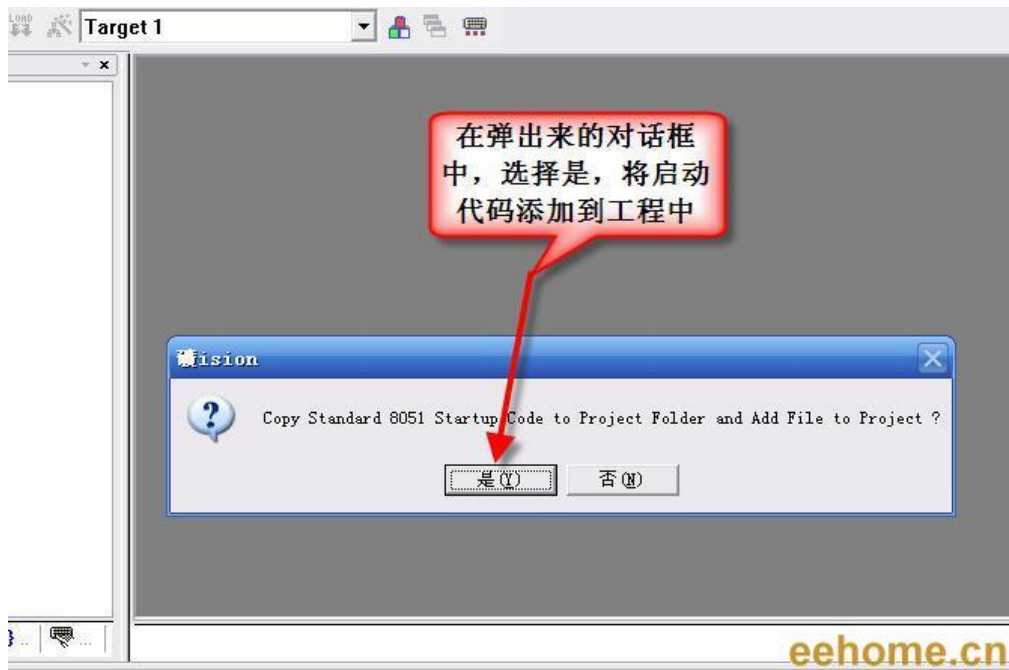 LOAD
Target 1
在弹出来的对话框
中，选择是，将启动
代码添加到工程中
ision
Copy Standard 8051 Startup Code to Project Folder and Add File to Project ?
是(Y) 否(N)
eehome.cn